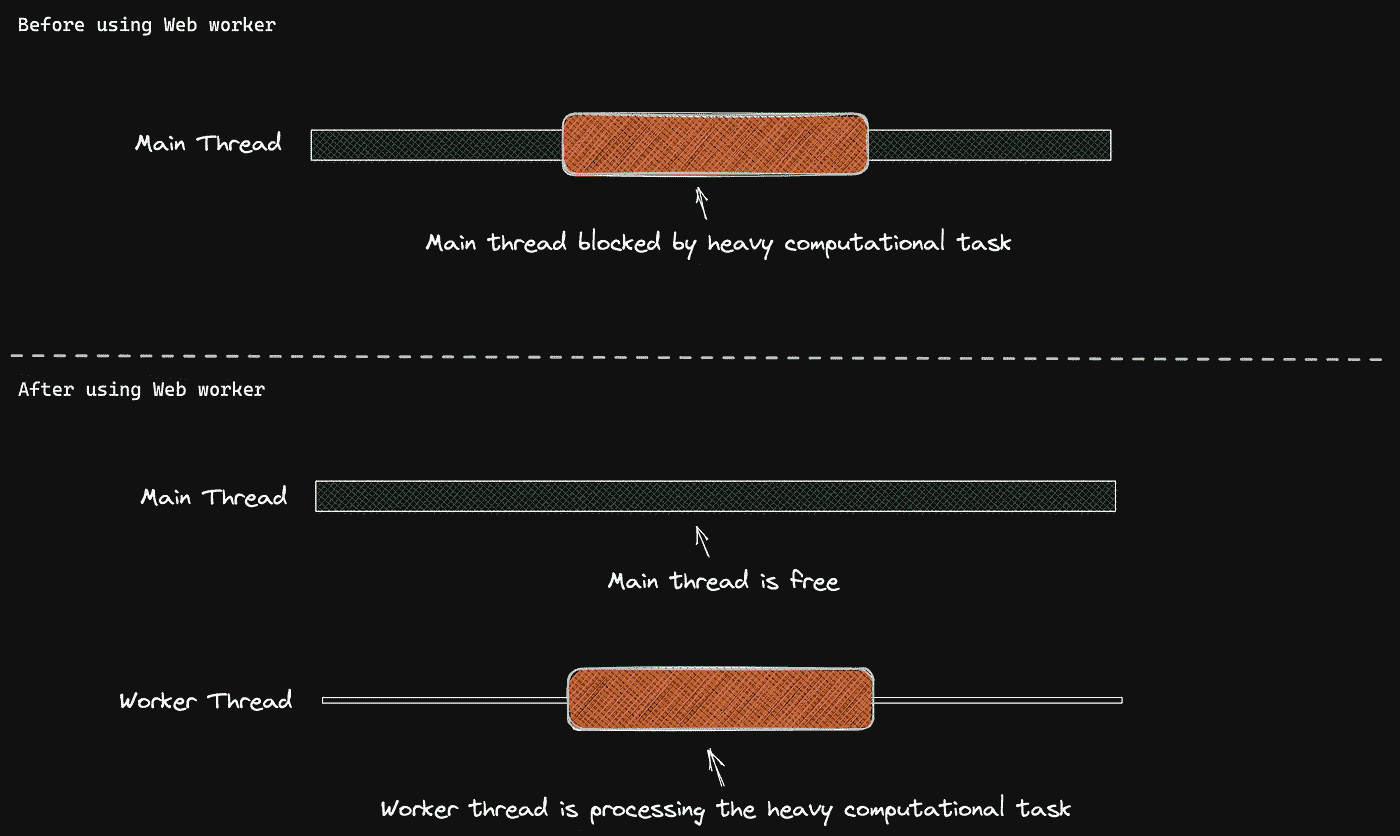 Before using Web worker
Main Thread
Main thread blocked by heavy computational task
After using Web worker
Main Thread
Main thread is free
Worker Thread
Worker thread is processing the heavy computational task